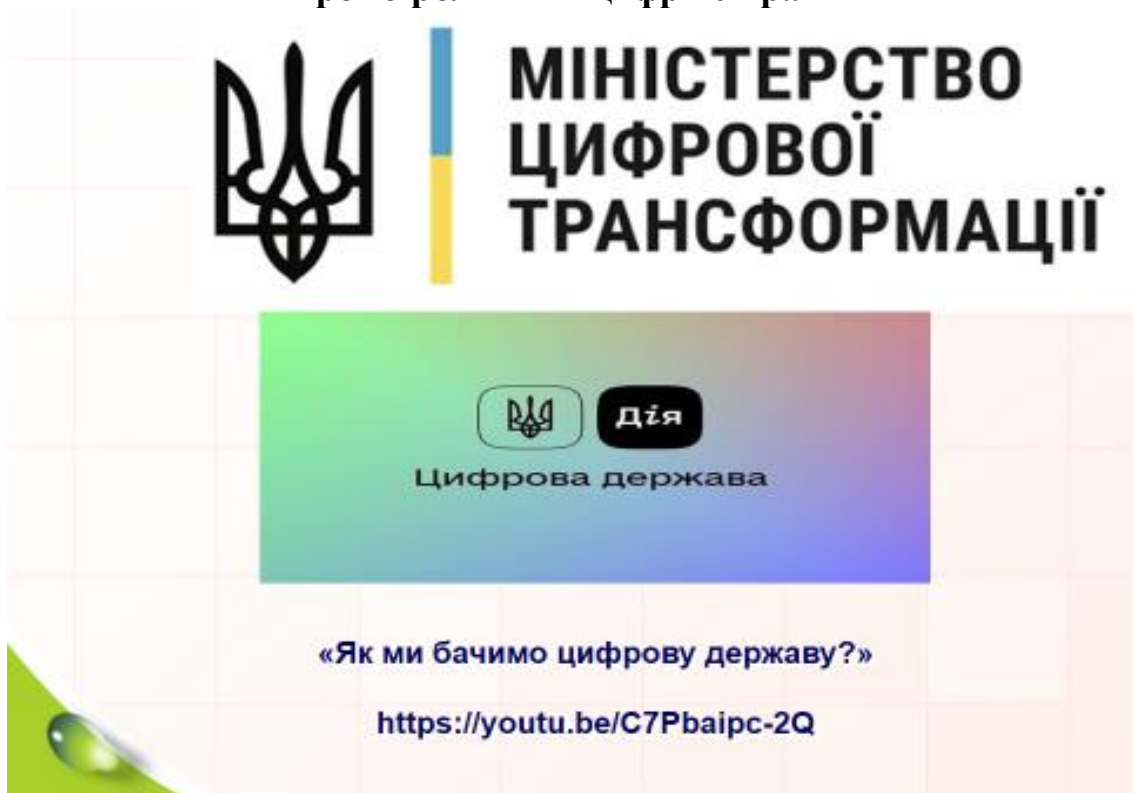 МІНІСТЕРСТВО
ЦИФРОВОЇ
ТРАНСФОРМАЦІЇ
Дія
Цифрова держава
«Як ми бачимо цифрову державу?»
https://youtu.be/C7Pbaipc-2Q